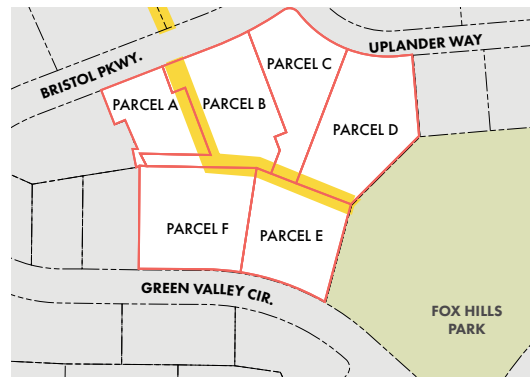 UPLANDER WAY
BRISTOL PKWY.
PARCEL C
PARCEL A
PARCEL B
PARCEL D
PARCEL F
PARCEL E
GREEN VALLEY CIR.
FOX HILLS
PARK